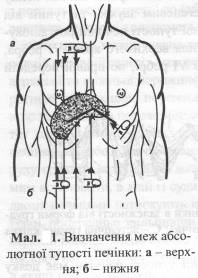 а
б
Мал. 1. Визначення меж абсо-
лютної тупості печінки: а – верх-
ня; б – нижня